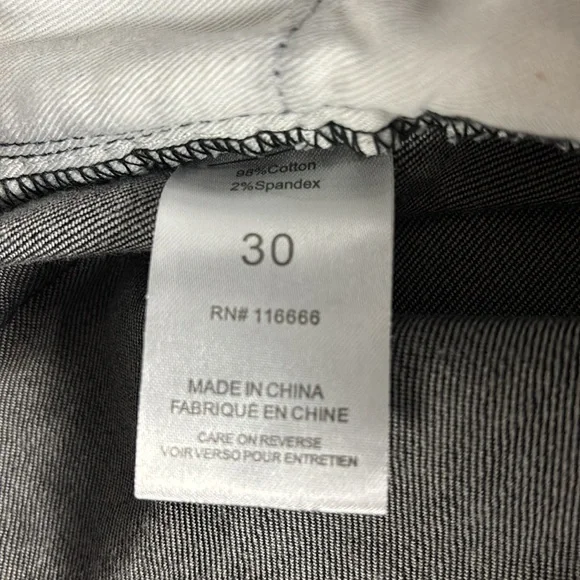 98%Cotton
2%Spandex
30
RN# 116666
MADE IN CHINA
FABRIQUÉ EN CHINE
CARE ON REVERSE
VOIR VERSO POUR ENTRETIEN